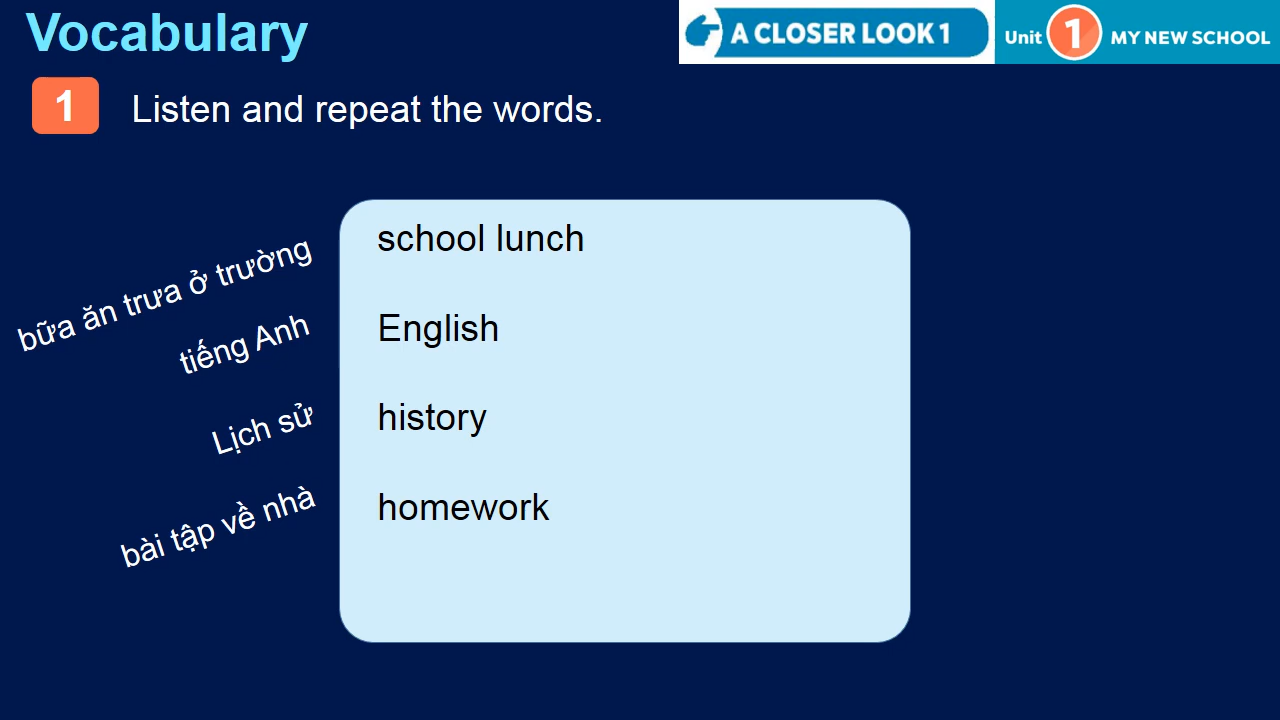 Vocabulary
A CLOSER LOOK 1
Unit 1 MY NEW SCHOOL
1 Listen and repeat the words.
bữa ăn trưa ở trường
school lunch
tiếng Anh
English
Lịch sử
history
bài tập về nhà
homework